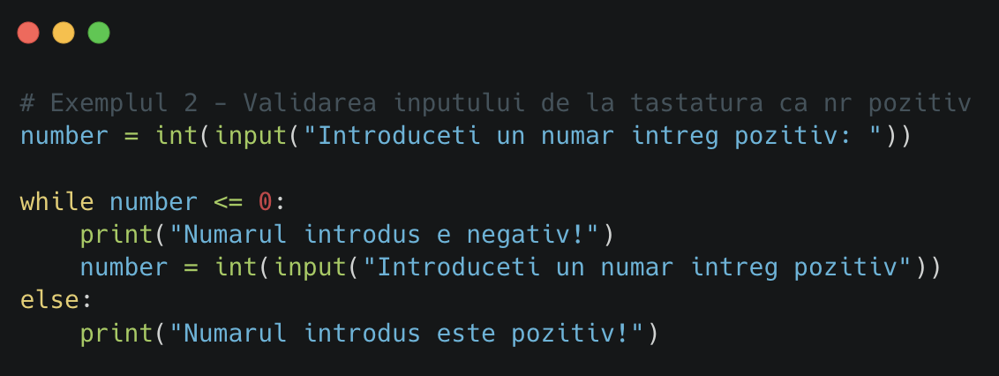 # Exemplul 2 - Validarea inputului de la tastatura ca nr pozitiv
number = int(input("Introduceti un numar intreg pozitiv: "))
while number <= 0:
    print("Numarul introdus e negativ!")
    number = int(input("Introduceti un numar intreg pozitiv"))
else:
    print("Numarul introdus este pozitiv!")